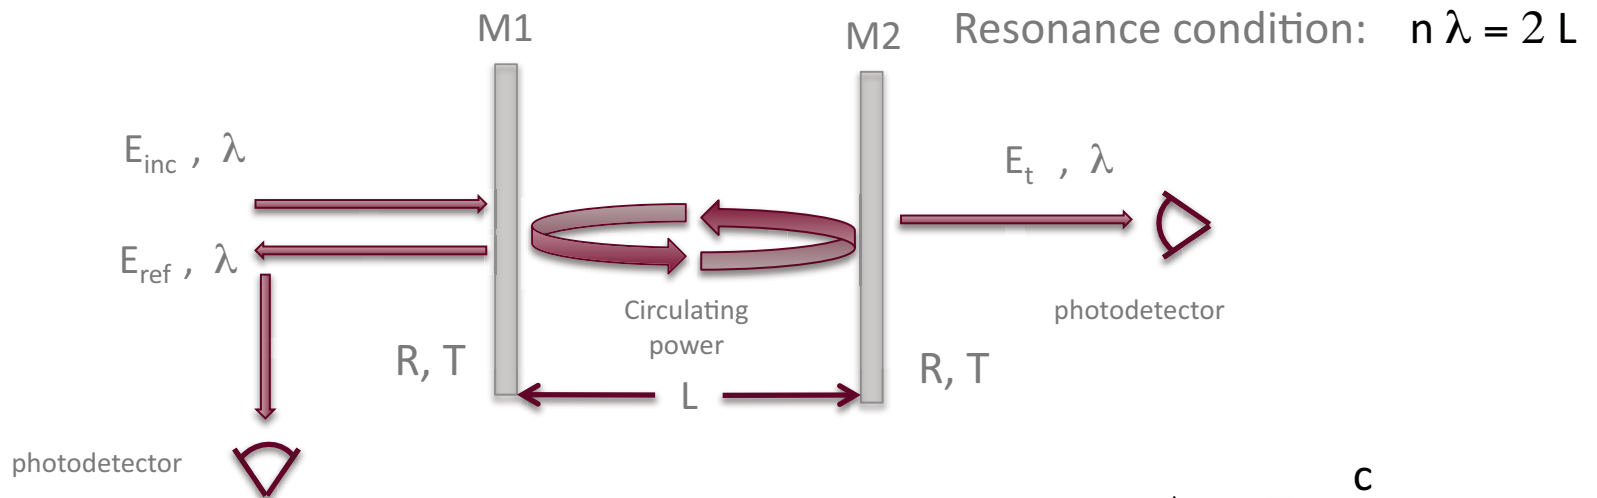 M1
M2
Resonance condition: n λ = 2 L
E_inc , λ
E_t , λ
E_ref , λ
Circulating
power
photodetector
R, T
R, T
L
photodetector
c